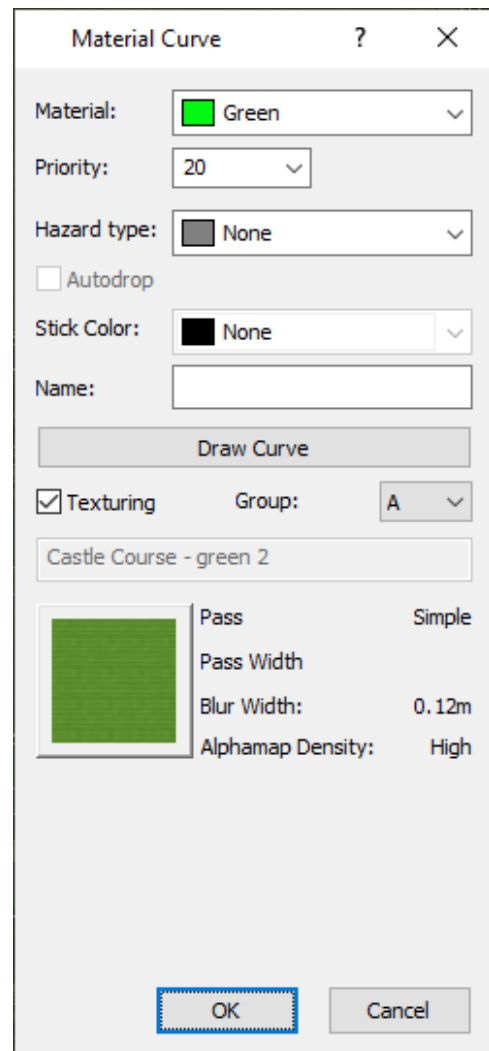 Material Curve ?
Material: Green
Priority: 20
Hazard type: None
Autodrop
Stick Color: None
Name:
Draw Curve
Texturing Group: A
Castle Course - green 2
Pass Simple
Pass Width
Blur Width: 0.12m
Alphamap Density: High
OK Cancel